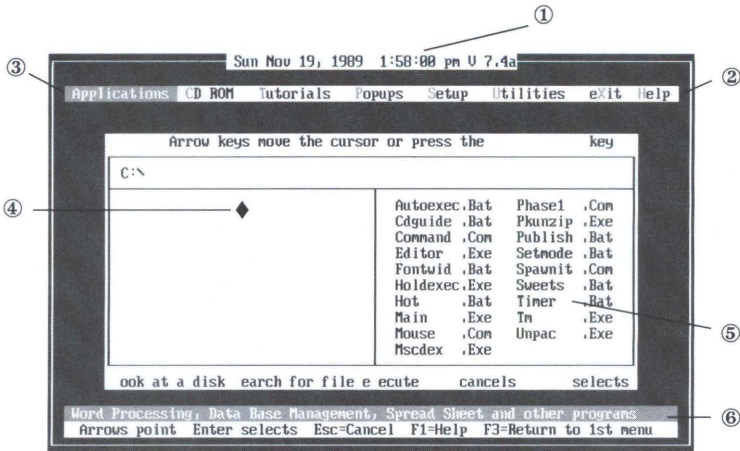 ①
Sun Nov 19, 1989 1:58:00 pm V 7.4a
③
Applications CD ROM Tutorials Popups Setup Utilities eXit Help
②
Arrow keys move the cursor or press the key
C:\
④
Autoexec.Bat Phase1 .Com
Cdguide .Bat Pkunzip .Exe
Command .Com Publish .Bat
Editor .Exe Setmode .Bat
Fontwid .Bat Spawnit .Com
Holdexec.Exe Sweets .Bat
Hot .Bat Timer .Bat
Main .Exe Tm .Exe
Mouse .Com Unpac .Exe
Mscdex .Exe
⑤
ook at a disk earch for file e ecute cancels selects
Word Processing, Data Base Management, Spread Sheet and other programs
⑥
Arrows point Enter selects Esc=Cancel F1=Help F3=Return to 1st menu